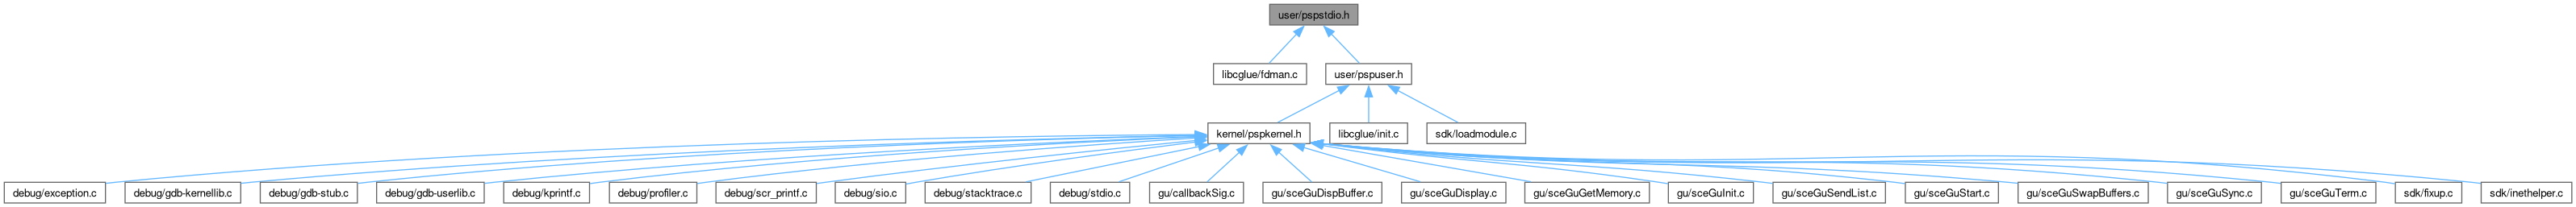 user/pspstdio.h
libcglue/fdman.c
user/pspuser.h
kernel/pspkernel.h
libcglue/init.c
sdk/loadmodule.c
debug/exception.c
debug/gdb-kernellib.c
debug/gdb-stub.c
debug/gdb-userlib.c
debug/kprintf.c
debug/profiler.c
debug/scr_printf.c
debug/sio.c
debug/stacktrace.c
debug/stdio.c
gu/callbackSig.c
gu/sceGuDispBuffer.c
gu/sceGuDisplay.c
gu/sceGuGetMemory.c
gu/sceGuInit.c
gu/sceGuSendList.c
gu/sceGuStart.c
gu/sceGuSwapBuffers.c
gu/sceGuSync.c
gu/sceGuTerm.c
sdk/fixup.c
sdk/inethelper.c